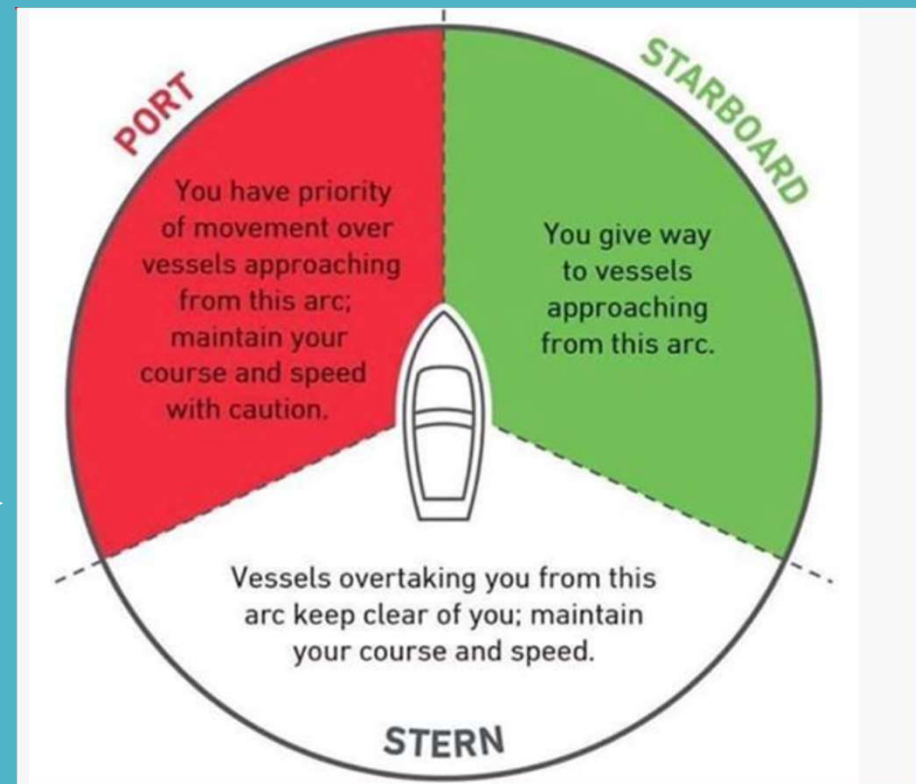 PORT
STARBOARD
You have priority
of movement over
vessels approaching
from this arc;
maintain your
course and speed
with caution.
You give way
to vessels
approaching
from this arc.
Vessels overtaking you from this
arc keep clear of you; maintain
your course and speed.
STERN